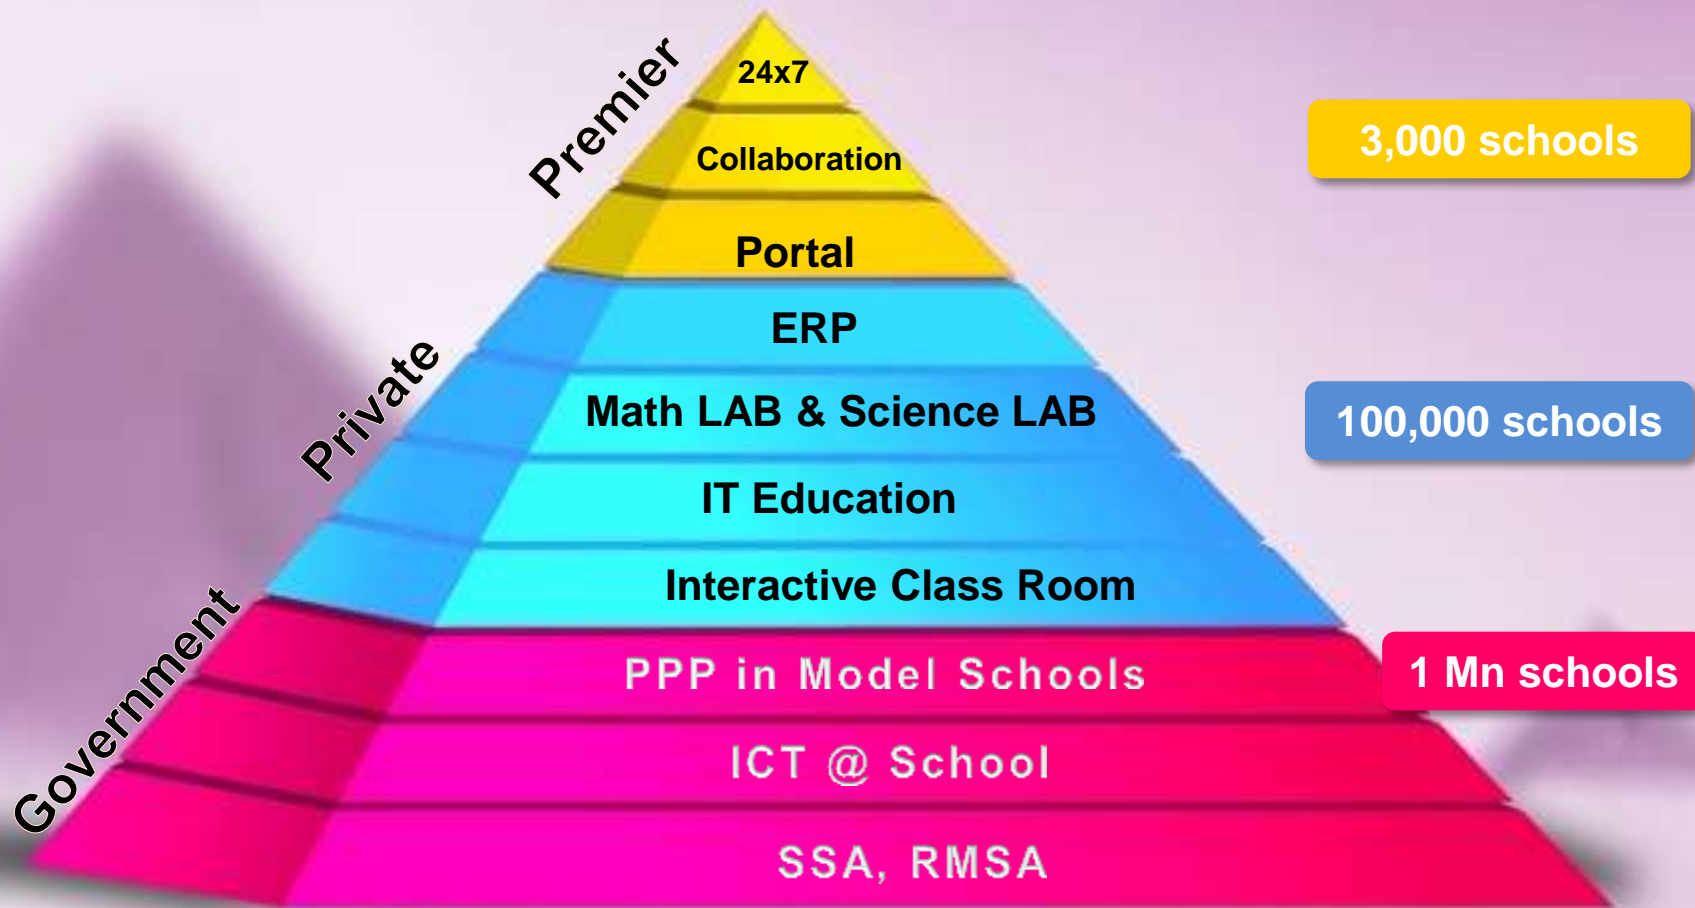 Premier
24x7
Collaboration
Portal
3,000 schools
Private
ERP
Math LAB & Science LAB
IT Education
Interactive Class Room
100,000 schools
Government
PPP in Model Schools
ICT @ School
SSA, RMSA
1 Mn schools